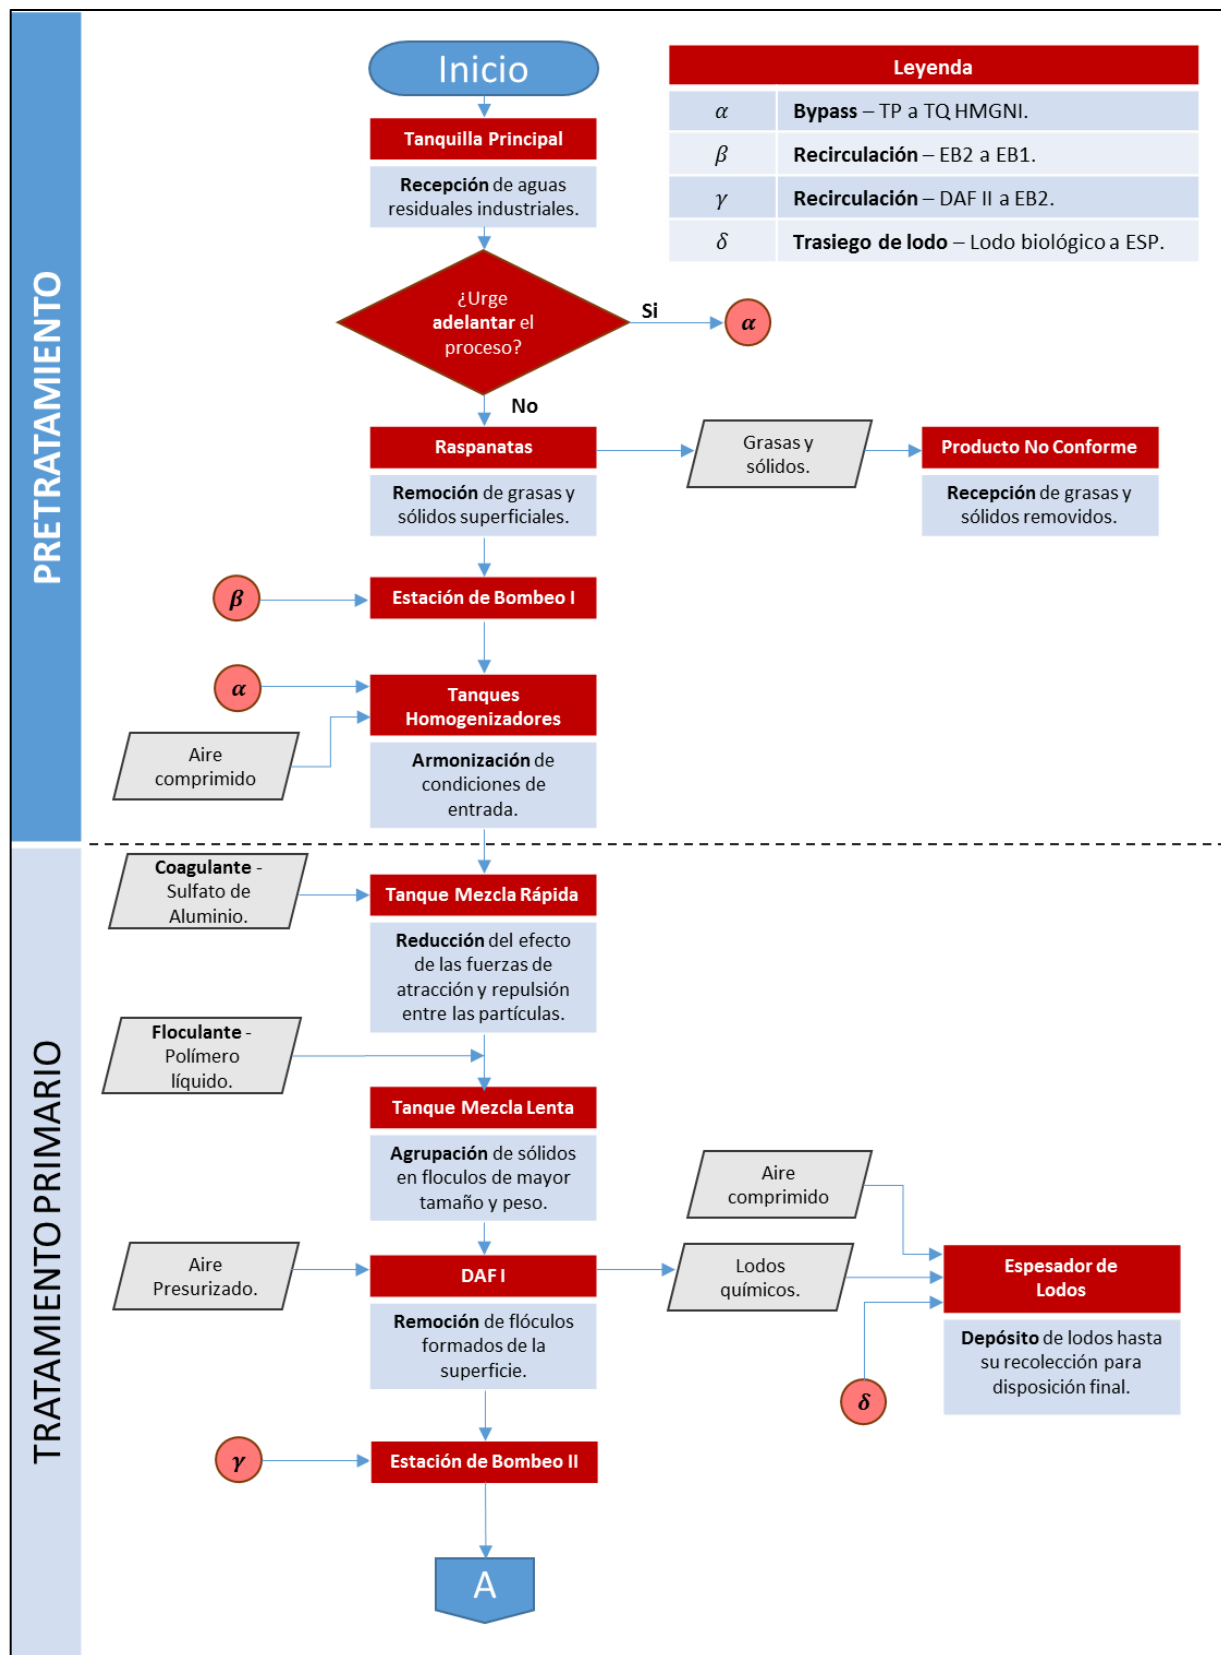 PRETRATAMIENTO
Inicio
Tanquilla Principal
Recepción de aguas
residuales industriales.
Leyenda
α Bypass – TP a TQ HMGNI.
β Recirculación – EB2 a EB1.
γ Recirculación – DAF II a EB2.
δ Trasiego de lodo – Lodo biológico a ESP.
¿Urge
adelantar el
proceso?
Si
α
No
Raspanatas
Remoción de grasas y
sólidos superficiales.
Grasas y
sólidos.
Producto No Conforme
Recepción de grasas y
sólidos removidos.
β
Estación de Bombeo I
α
Tanques
Homogenizadores
Aire
comprimido
Armonización de
condiciones de
entrada.
TRATAMIENTO PRIMARIO
Coagulante -
Sulfato de
Aluminio.
Tanque Mezcla Rápida
Reducción del efecto
de las fuerzas de
atracción y repulsión
entre las partículas.
Floculante -
Polímero
líquido.
Tanque Mezcla Lenta
Agrupación de sólidos
en floculos de mayor
tamaño y peso.
Aire
comprimido
Aire
Presurizado.
DAF I
Remoción de flóculos
formados de la
superficie.
Lodos
químicos.
Espesador de
Lodos
Depósito de lodos hasta
su recolección para
disposición final.
δ
γ
Estación de Bombeo II
A